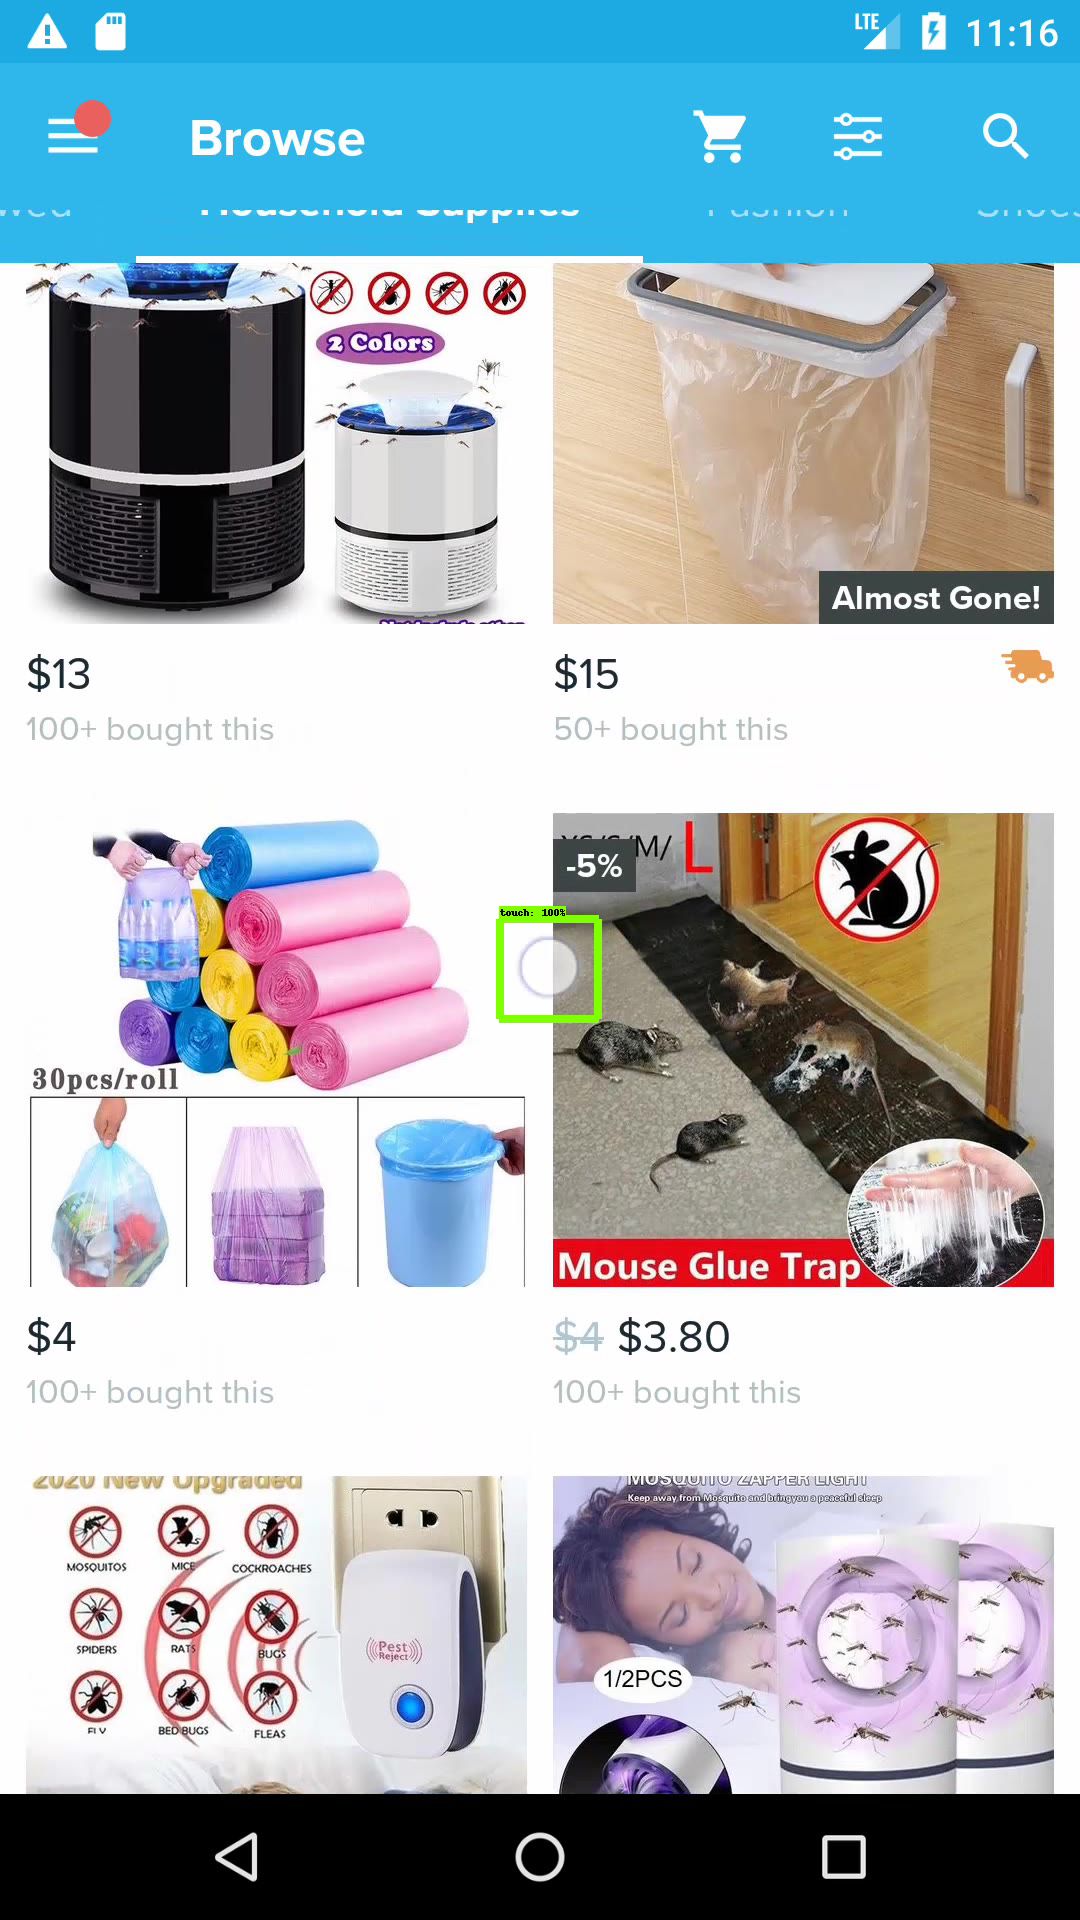 LTE 11:16
Browse
wed Household Supplies Fashion Shoes
2 Colors
Almost Gone!
$13
100+ bought this
$15
50+ bought this
30pcs/roll
-5%
M/ L
touch: 100%
Mouse Glue Trap
$4
100+ bought this
$4 $3.80
100+ bought this
2020 New Upgraded
MOSQUITOS
MICE
COCKROACHES
SPIDERS
RATS
BUGS
FLY
BED BUGS
FLEAS
Pest
Reject
MOSQUITO ZAPPER LIGHT
Keep away from Mosquito and bringyou a peaceful sleep
1/2PCS